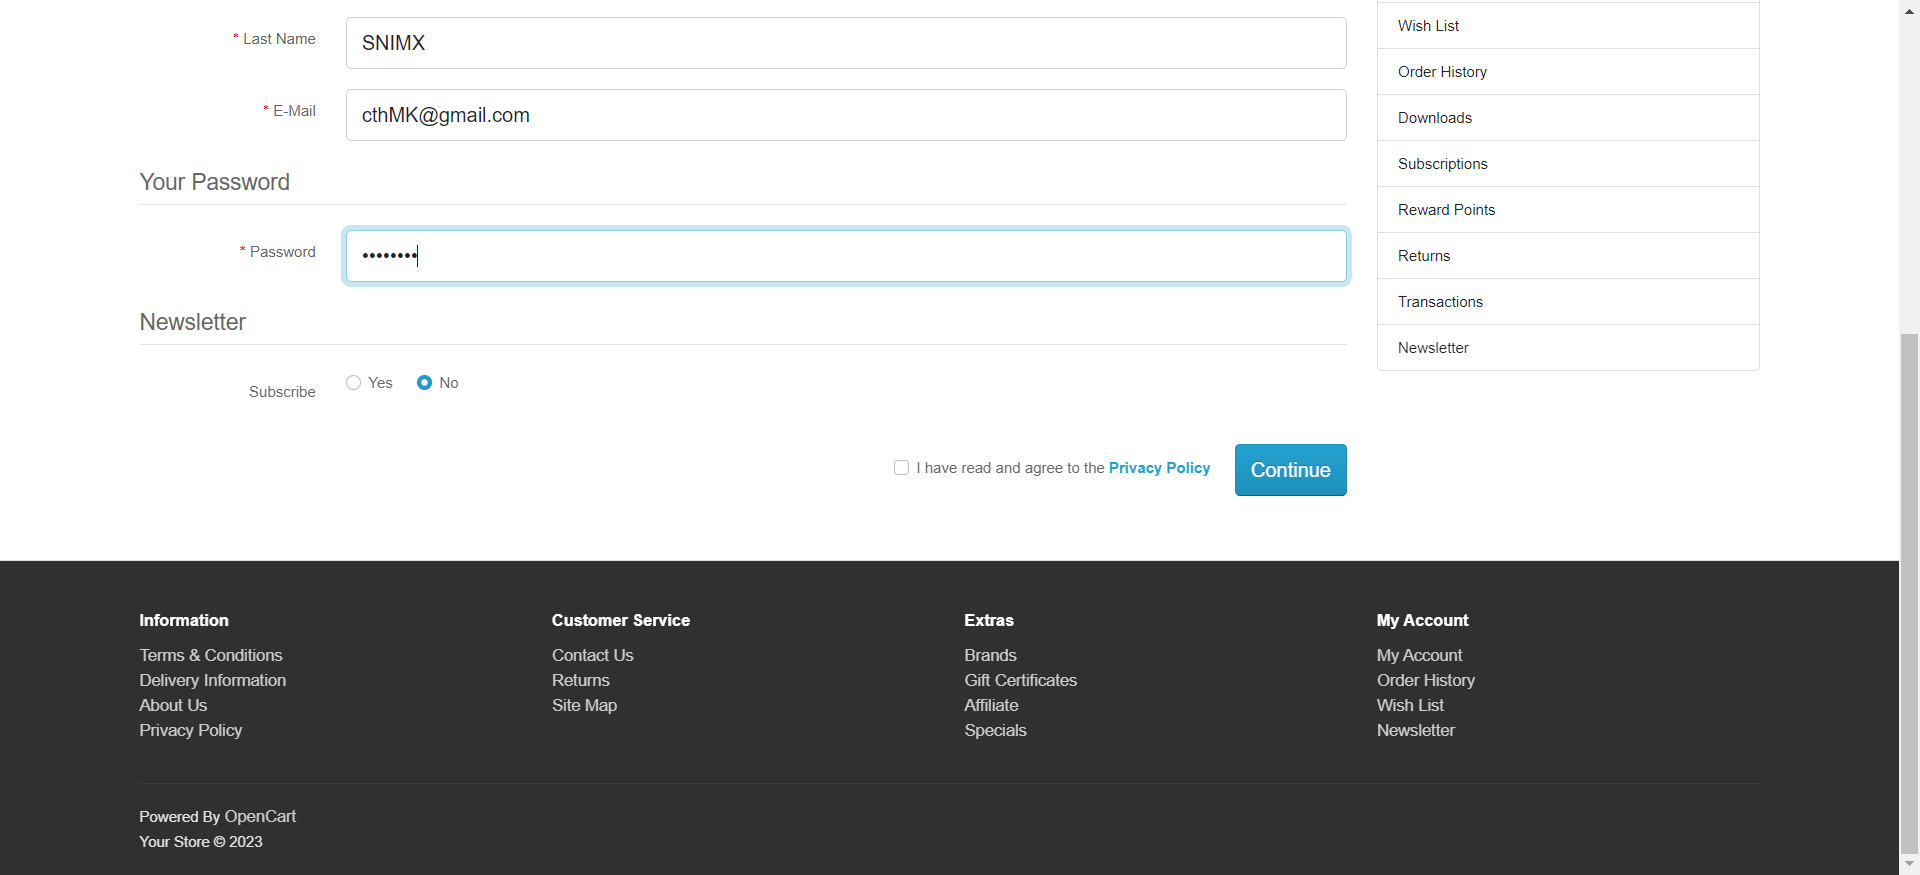 * Last Name
SNIMX
* E-Mail
cthMK@gmail.com
Your Password
* Password
••••••••
Newsletter
Subscribe
Yes
No
I have read and agree to the Privacy Policy
Continue
Wish List
Order History
Downloads
Subscriptions
Reward Points
Returns
Transactions
Newsletter
Information
Terms & Conditions
Delivery Information
About Us
Privacy Policy
Customer Service
Contact Us
Returns
Site Map
Extras
Brands
Gift Certificates
Affiliate
Specials
My Account
My Account
Order History
Wish List
Newsletter
Powered By OpenCart
Your Store © 2023